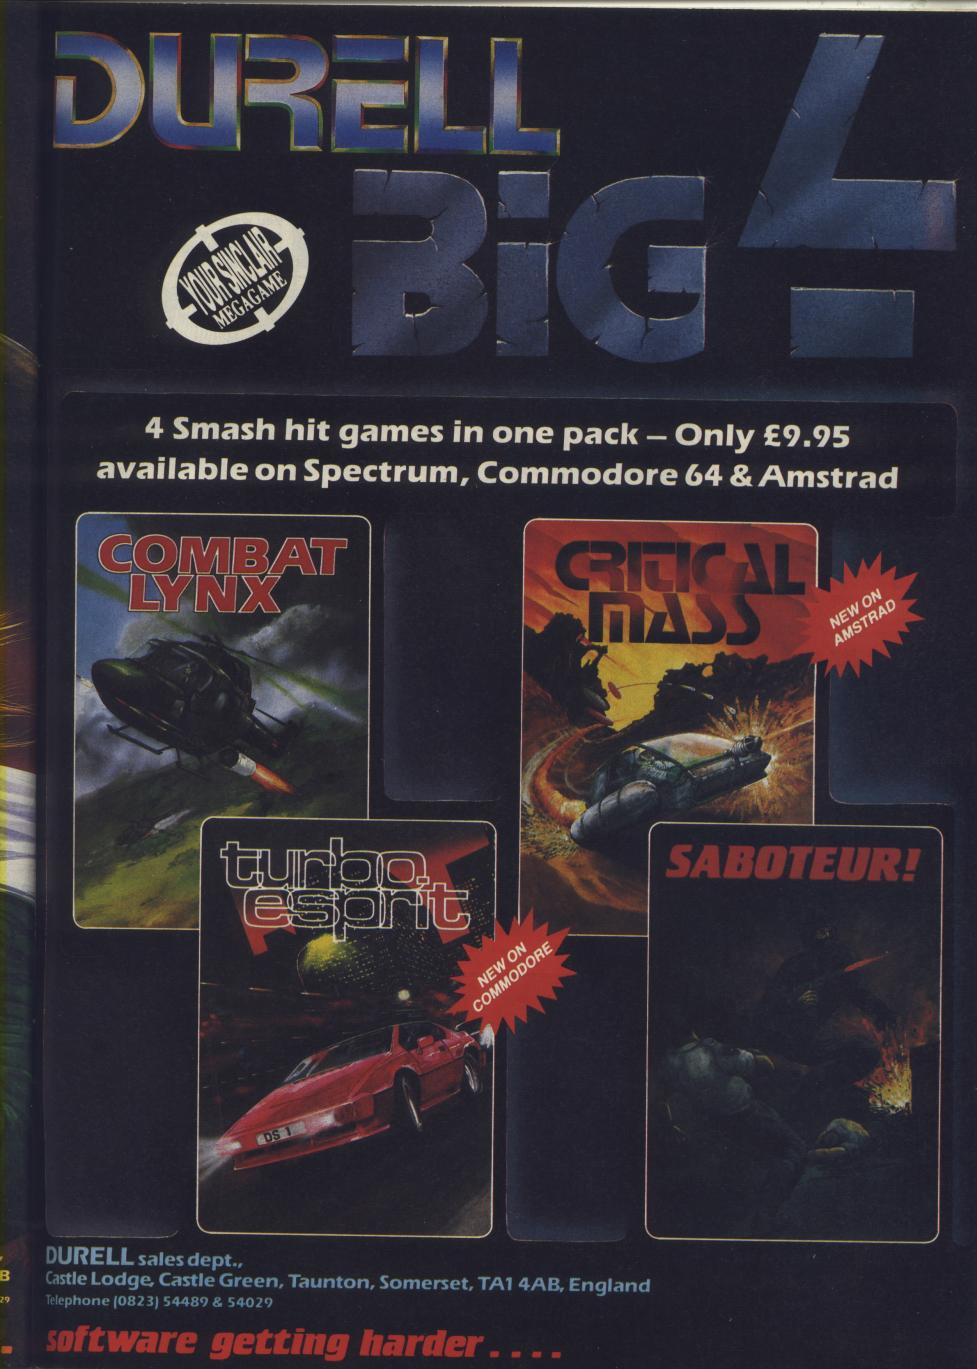 DURELL
BiG 4
YOUR SINCLAIR
MEGAGAME
4 Smash hit games in one pack – Only £9.95
available on Spectrum, Commodore 64 & Amstrad
COMBAT
LYNX
CRITICAL
MASS
NEW ON
AMSTRAD
turbo
esprit
NEW ON
COMMODORE
DS 1
SABOTEUR!
DURELL sales dept.,
Castle Lodge, Castle Green, Taunton, Somerset, TA1 4AB, England
Telephone (0823) 54489 & 54029
software getting harder . . . .
B
29